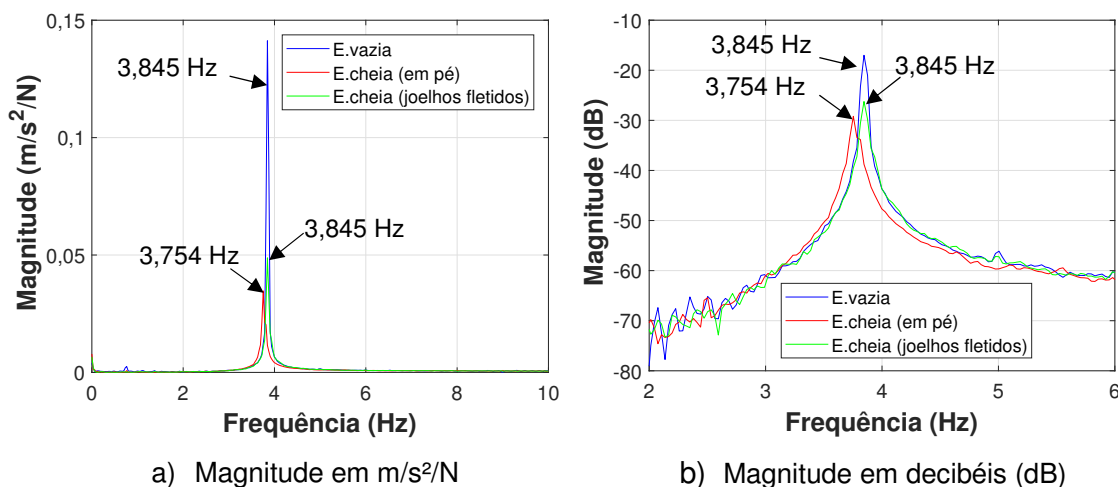 0,15
0,1
0,05
0
Magnitude (m/s²/N)
3,845 Hz
3,754 Hz
3,845 Hz
E.vazia
E.cheia (em pé)
E.cheia (joelhos fletidos)
0 2 4 6 8 10
Frequência (Hz)
a) Magnitude em m/s²/N
-10
-20
-30
-40
-50
-60
-70
-80
Magnitude (dB)
3,845 Hz
3,754 Hz
3,845 Hz
E.vazia
E.cheia (em pé)
E.cheia (joelhos fletidos)
2 3 4 5 6
Frequência (Hz)
b) Magnitude em decibéis (dB)